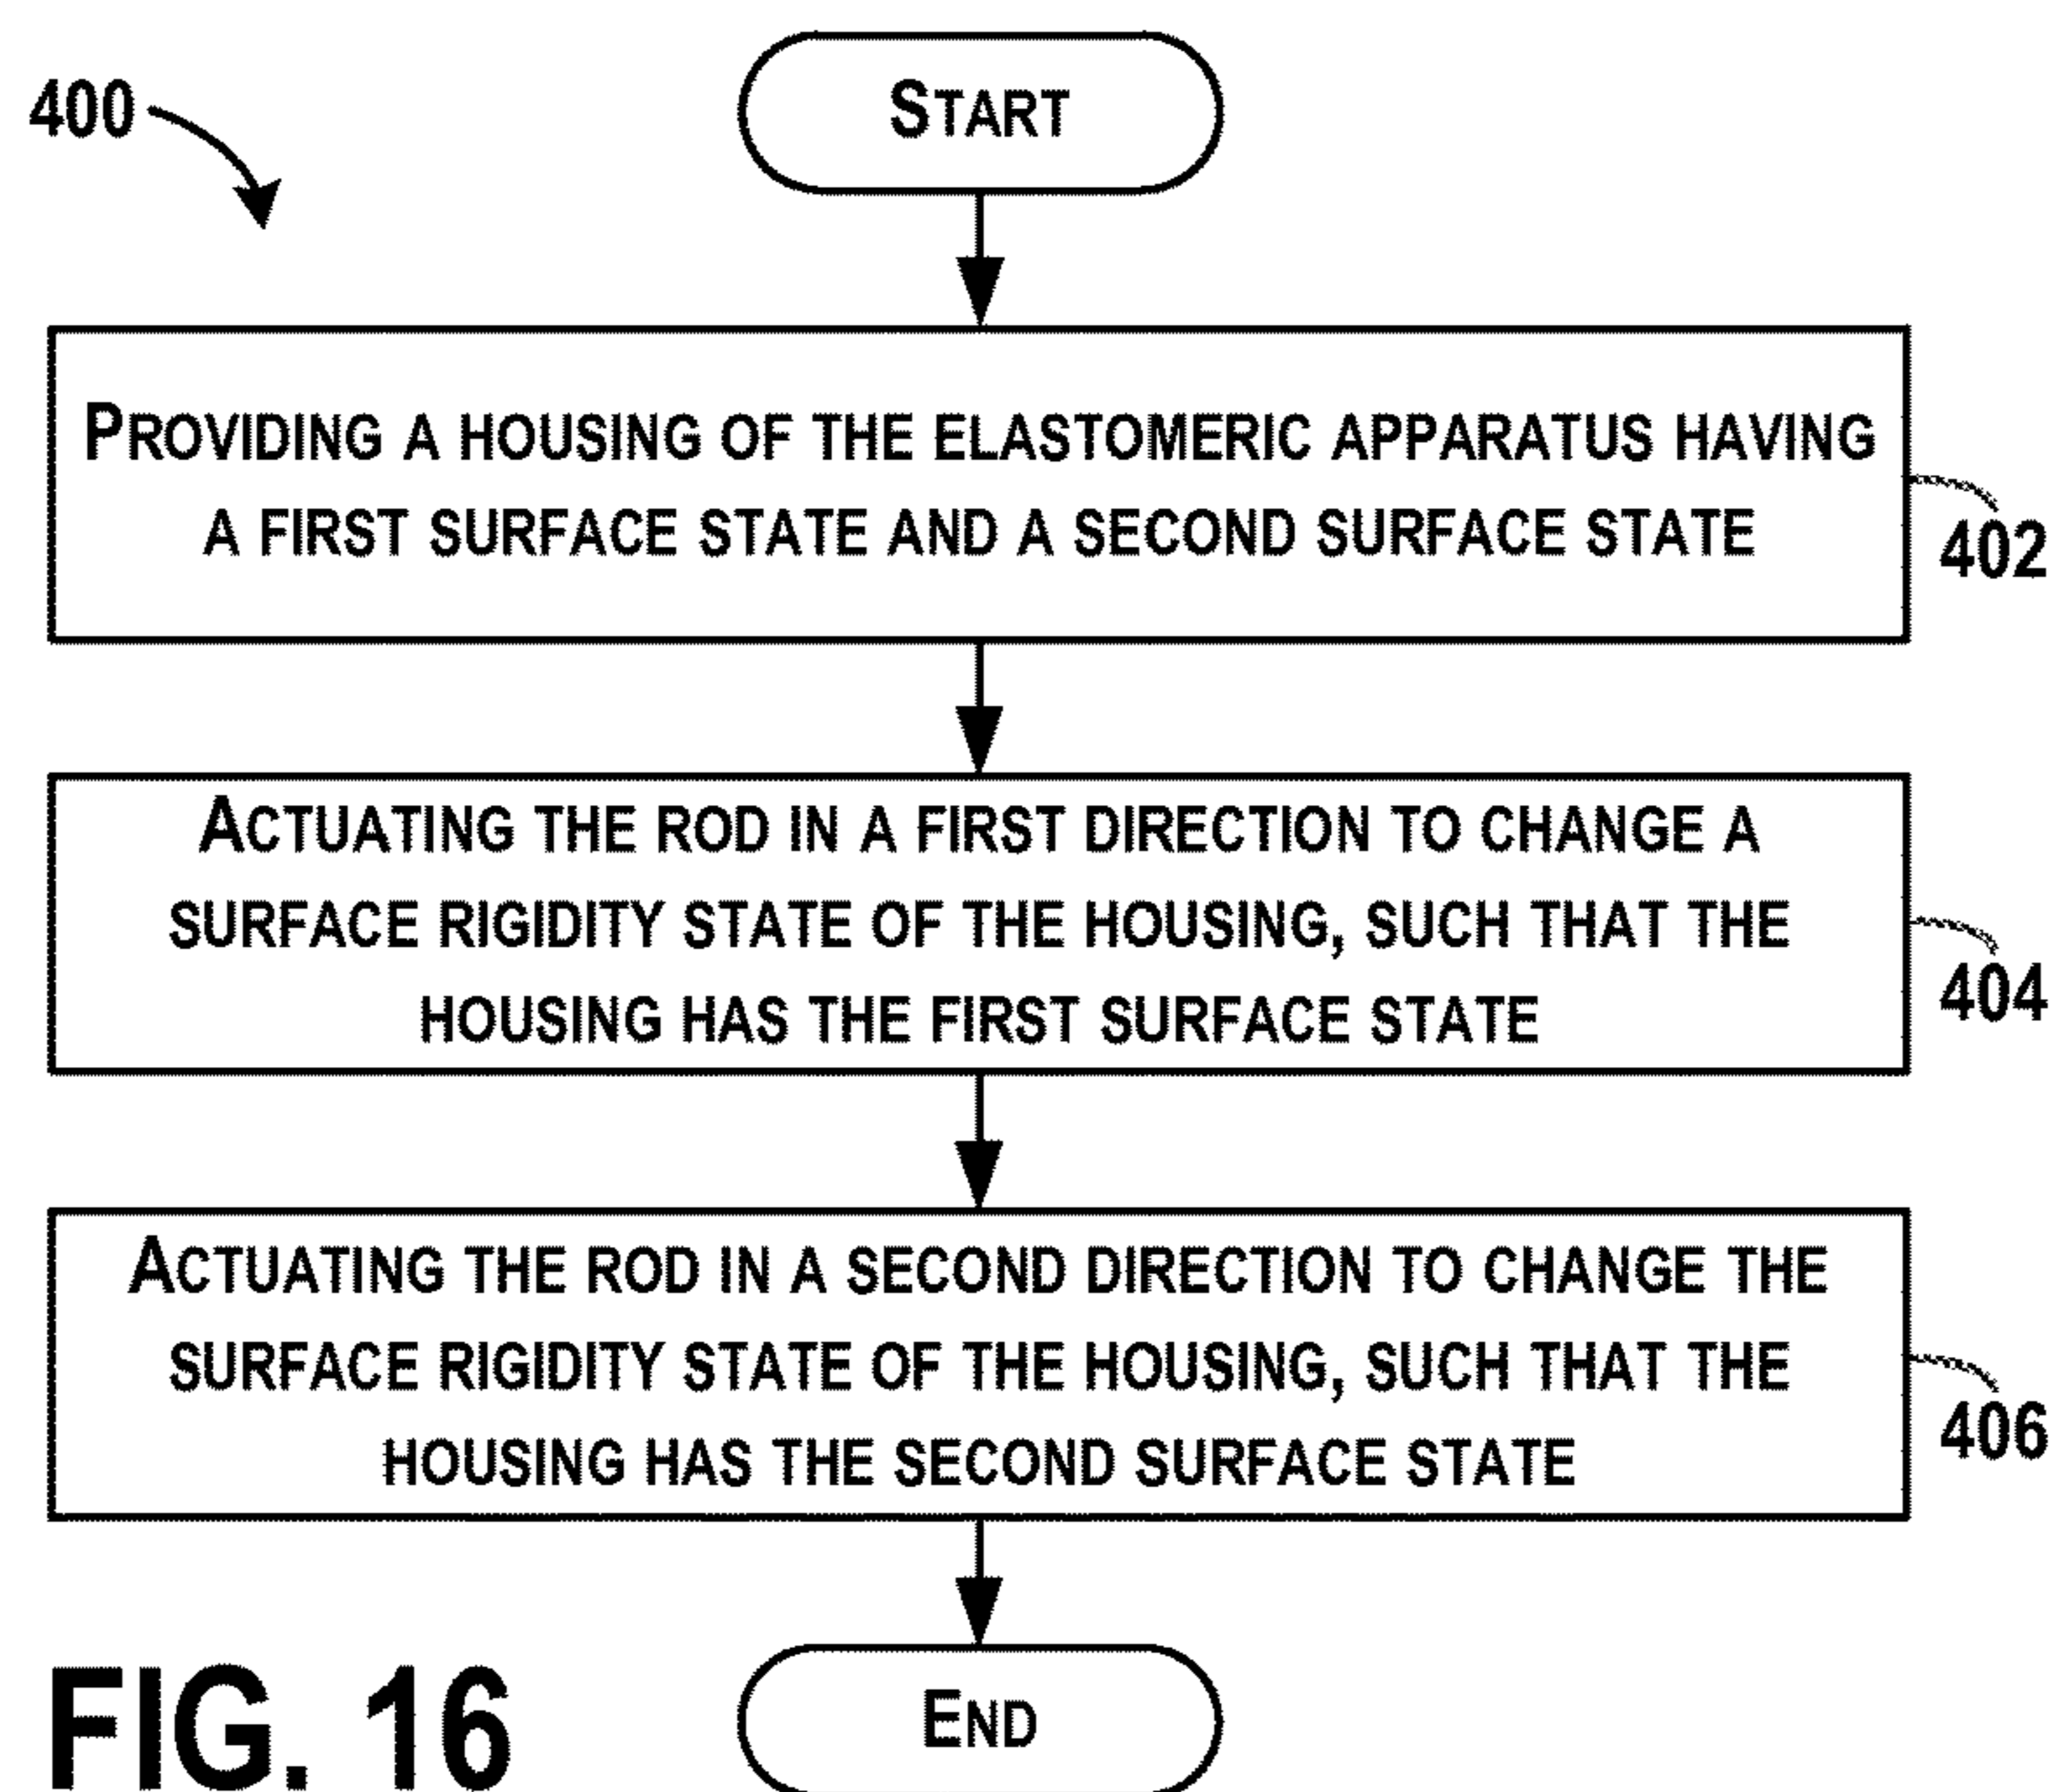 400
START
PROVIDING A HOUSING OF THE ELASTOMERIC APPARATUS HAVING
A FIRST SURFACE STATE AND A SECOND SURFACE STATE
402
ACTUATING THE ROD IN A FIRST DIRECTION TO CHANGE A
SURFACE RIGIDITY STATE OF THE HOUSING, SUCH THAT THE
HOUSING HAS THE FIRST SURFACE STATE
404
ACTUATING THE ROD IN A SECOND DIRECTION TO CHANGE THE
SURFACE RIGIDITY STATE OF THE HOUSING, SUCH THAT THE
HOUSING HAS THE SECOND SURFACE STATE
406
END
FIG. 16